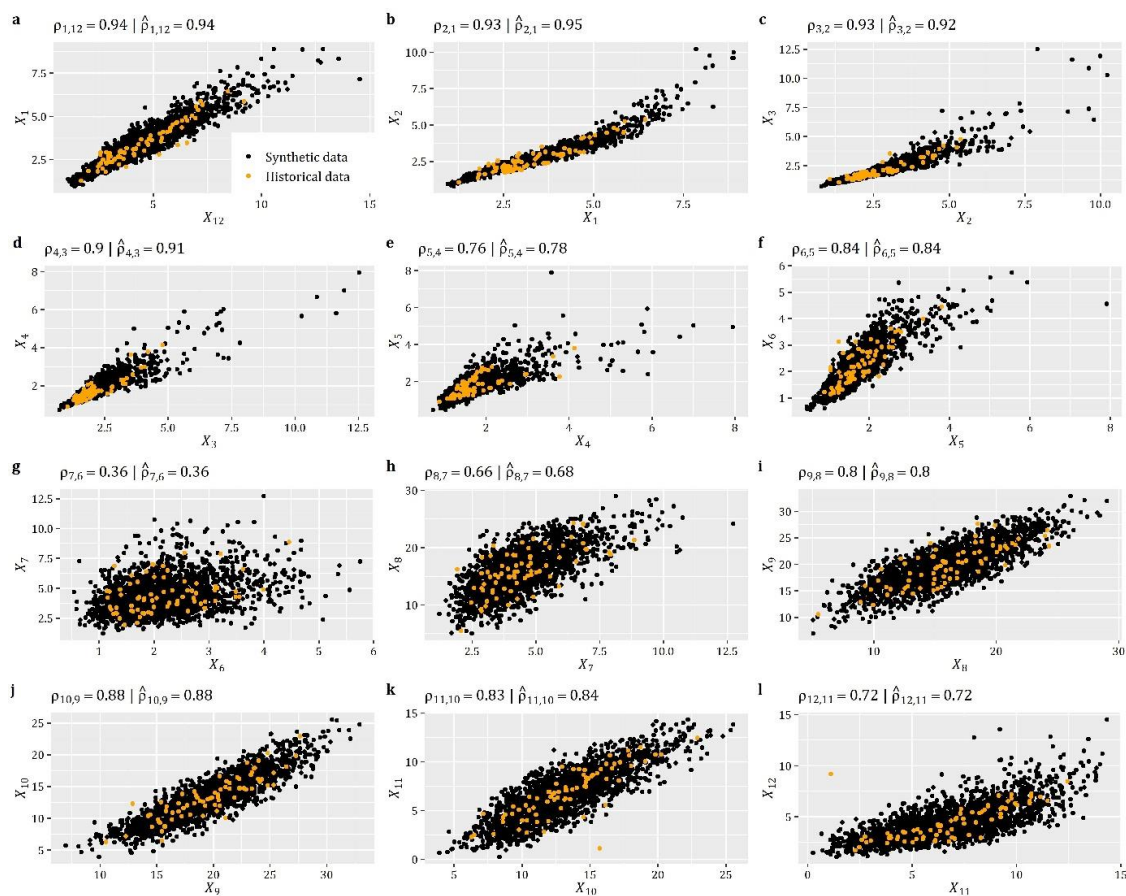 a
ρ1,12 = 0.94 | ρ̂1,12 = 0.94
7.5
5.0
2.5
X1
5
10
15
X12
Synthetic data
Historical data
b
ρ2,1 = 0.93 | ρ̂2,1 = 0.95
10.0
7.5
5.0
2.5
X2
2.5
5.0
7.5
X1
c
ρ3,2 = 0.93 | ρ̂3,2 = 0.92
12.5
10.0
7.5
5.0
2.5
X3
2.5
5.0
7.5
10.0
X2
d
ρ4,3 = 0.9 | ρ̂4,3 = 0.91
8
6
4
2
X4
2.5
5.0
7.5
10.0
12.5
X3
e
ρ5,4 = 0.76 | ρ̂5,4 = 0.78
8
6
4
2
X5
2
4
6
8
X4
f
ρ6,5 = 0.84 | ρ̂6,5 = 0.84
6
5
4
3
2
1
X6
2
4
6
8
X5
g
ρ7,6 = 0.36 | ρ̂7,6 = 0.36
12.5
10.0
7.5
5.0
2.5
X7
1
2
3
4
5
6
X6
h
ρ8,7 = 0.66 | ρ̂8,7 = 0.68
30
20
10
X8
2.5
5.0
7.5
10.0
12.5
X7
i
ρ9,8 = 0.8 | ρ̂9,8 = 0.8
30
25
20
15
10
X9
10
20
30
X8
j
ρ10,9 = 0.88 | ρ̂10,9 = 0.88
25
20
15
10
5
X10
10
15
20
25
30
X9
k
ρ11,10 = 0.83 | ρ̂11,10 = 0.84
15
10
5
0
X11
5
10
15
20
25
X10
l
ρ12,11 = 0.72 | ρ̂12,11 = 0.72
15
10
5
X12
0
5
10
15
X11